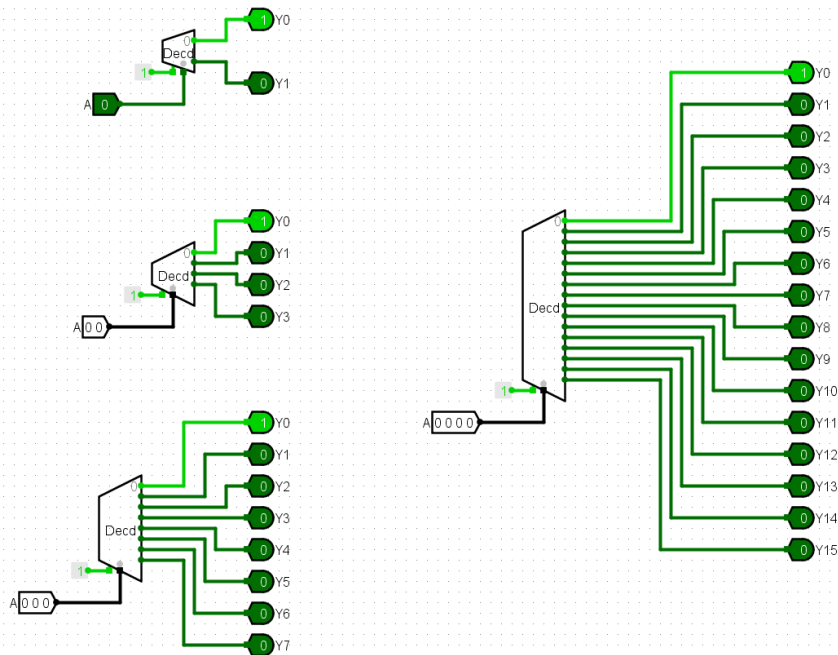 1 Y0
0
Decd
1
0 Y1
A 0
1 Y0
0
0 Y1
Decd
0 Y2
1
0 Y3
A 0 0
1 Y0
0 Y1
0
0 Y2
0 Y3
Decd
0 Y4
1
0 Y5
A 0 0 0
0 Y6
0 Y7
1 Y0
0 Y1
0 Y2
0 Y3
0 Y4
0
0 Y5
0 Y6
0 Y7
Decd
0 Y8
0 Y9
1
0 Y10
A 0 0 0 0
0 Y11
0 Y12
0 Y13
0 Y14
0 Y15